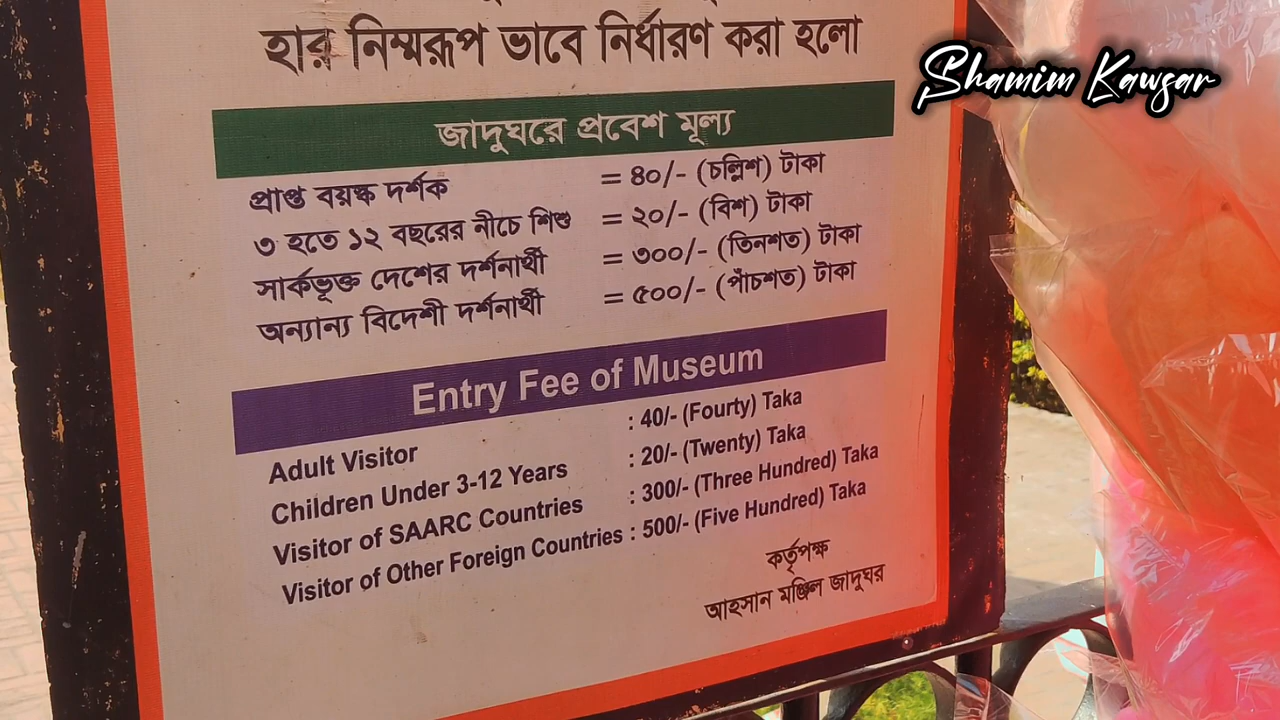 হার নিম্মরূপ ভাবে নির্ধারণ করা হলো
Shamim Kawsar
জাদুঘরে প্রবেশ মূল্য
প্রাপ্ত বয়স্ক দর্শক = ৪০/- (চল্লিশ) টাকা
৩ হতে ১২ বছরের নীচে শিশু = ২০/- (বিশ) টাকা
সার্কভূক্ত দেশের দর্শনার্থী = ৩০০/- (তিনশত) টাকা
অন্যান্য বিদেশী দর্শনার্থী = ৫০০/- (পাঁচশত) টাকা
Entry Fee of Museum
Adult Visitor : 40/- (Fourty) Taka
Children Under 3-12 Years : 20/- (Twenty) Taka
Visitor of SAARC Countries : 300/- (Three Hundred) Taka
Visitor of Other Foreign Countries : 500/- (Five Hundred) Taka
কর্তৃপক্ষ
আহসান মঞ্জিল জাদুঘর